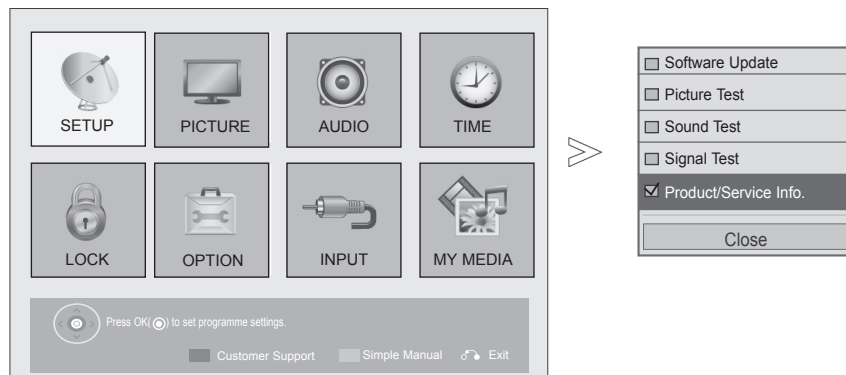 SETUP PICTURE AUDIO TIME
LOCK OPTION INPUT MY MEDIA
Press OK( ) to set programme settings.
Customer Support Simple Manual Exit
Software Update
Picture Test
Sound Test
Signal Test
Product/Service Info.
Close